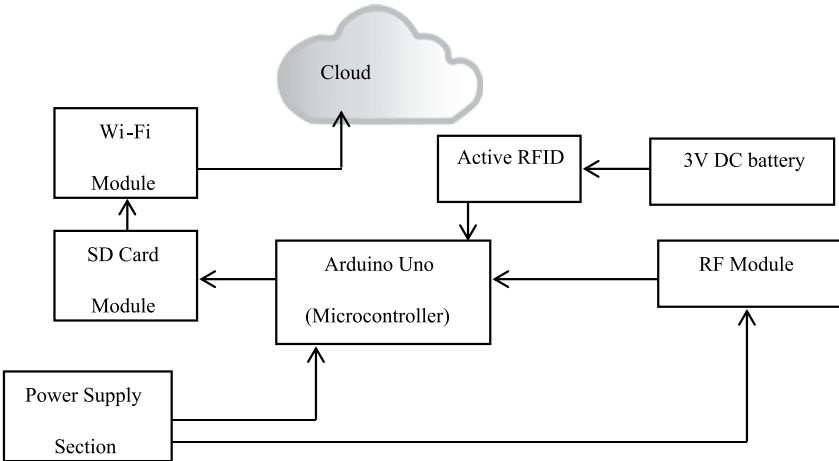 Cloud
Wi-Fi
Module
Active RFID
3V DC battery
SD Card
Module
Arduino Uno
(Microcontroller)
RF Module
Power Supply
Section